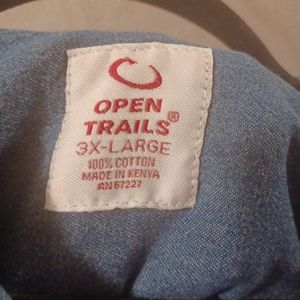 OPEN
TRAILS®
3X-LARGE
100% COTTON
MADE IN KENYA
RN 67227